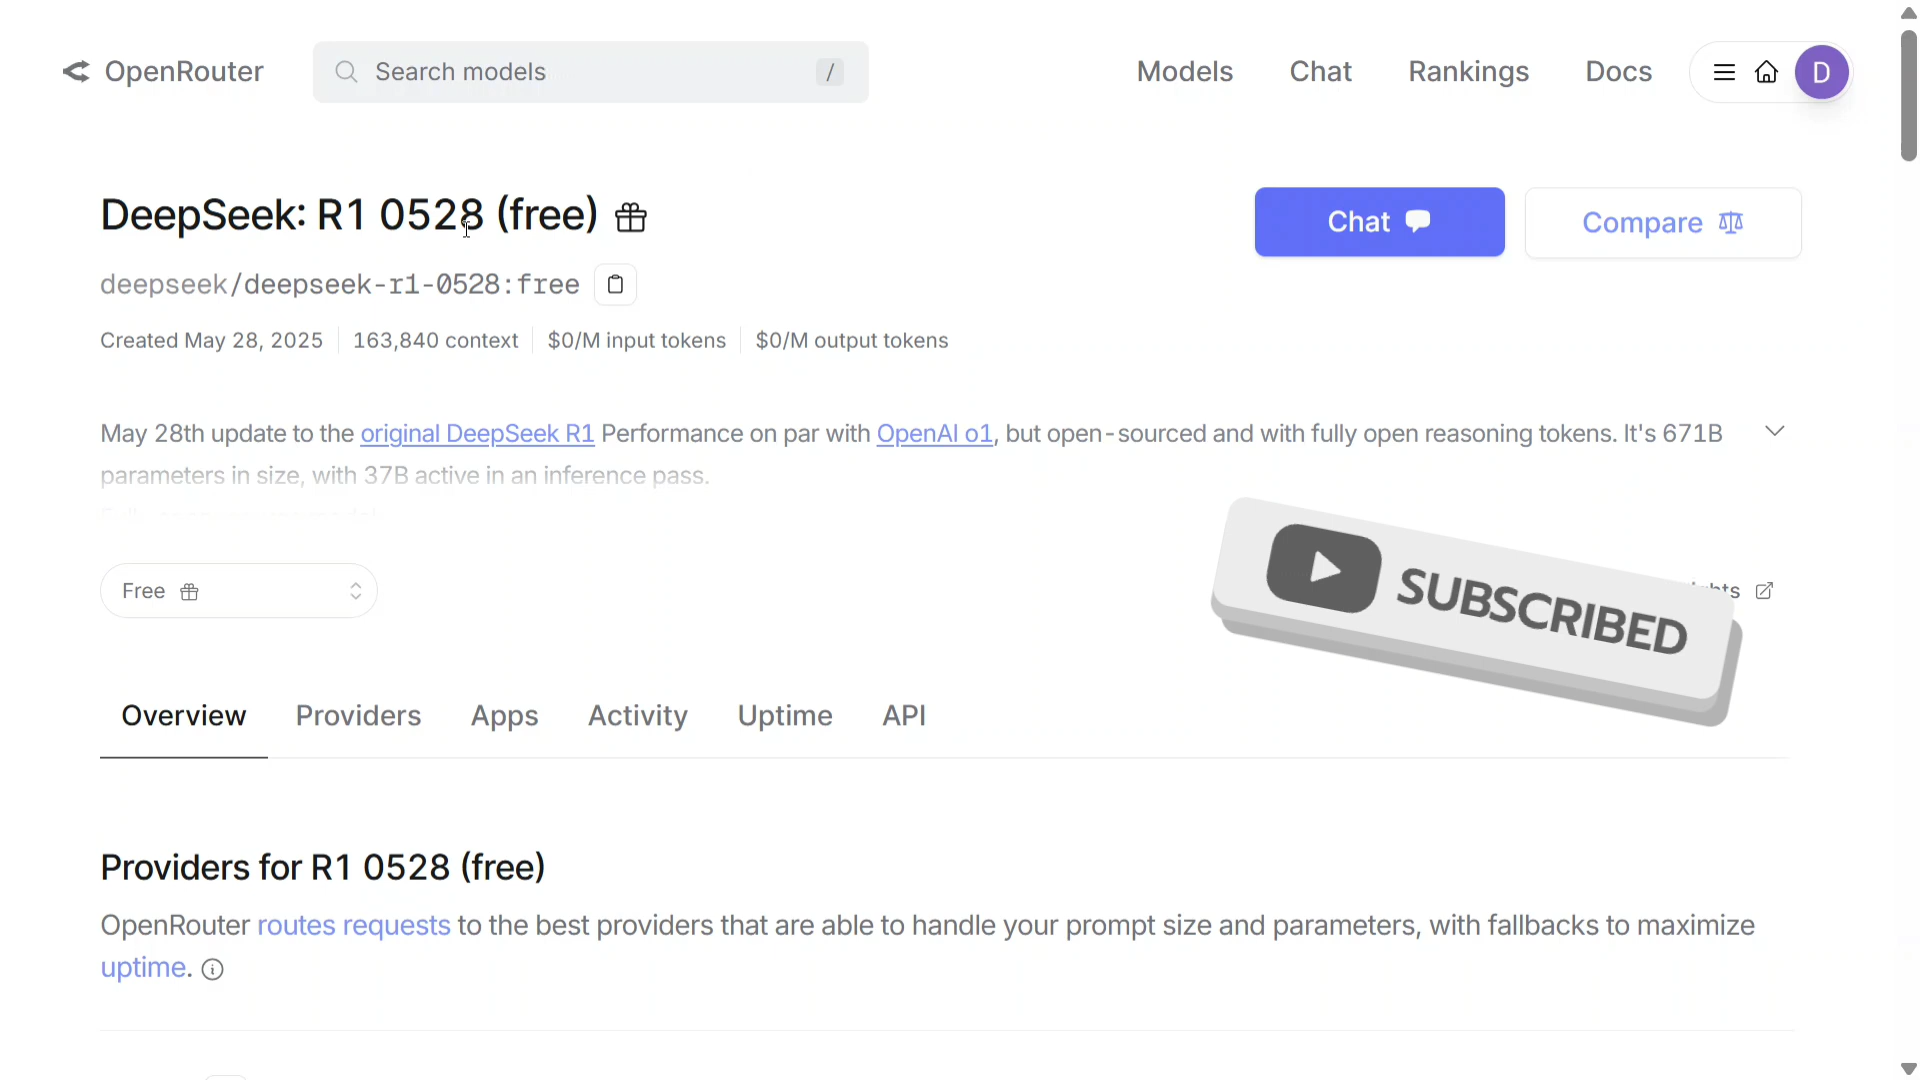 OpenRouter
Search models /
Models Chat Rankings Docs D
DeepSeek: R1 0528 (free)
Chat Compare
deepseek/deepseek-r1-0528:free
Created May 28, 2025 163,840 context $0/M input tokens $0/M output tokens
May 28th update to the original DeepSeek R1 Performance on par with OpenAI o1, but open-sourced and with fully open reasoning tokens. It's 671B
parameters in size, with 37B active in an inference pass.
Free
SUBSCRIBED
Overview Providers Apps Activity Uptime API
Providers for R1 0528 (free)
OpenRouter routes requests to the best providers that are able to handle your prompt size and parameters, with fallbacks to maximize
uptime.